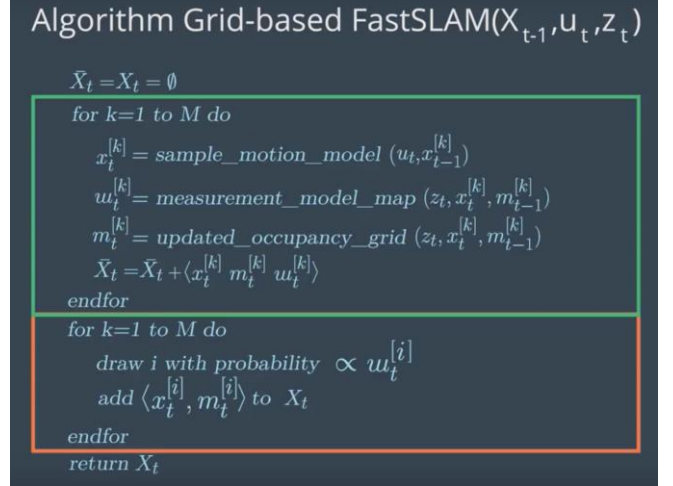 Algorithm Grid-based FastSLAM(X_{t-1},u_t,z_t)
X̄_t = X_t = ∅
for k=1 to M do
x_t^{[k]} = sample_motion_model (u_t,x_{t-1}^{[k]})
w_t^{[k]} = measurement_model_map (z_t, x_t^{[k]}, m_{t-1}^{[k]})
m_t^{[k]} = updated_occupancy_grid (z_t, x_t^{[k]}, m_{t-1}^{[k]})
X̄_t = X̄_t + ⟨x_t^{[k]} m_t^{[k]} w_t^{[k]}⟩
endfor
for k=1 to M do
draw i with probability ∝ w_t^{[i]}
add ⟨x_t^{[i]}, m_t^{[i]}⟩ to X_t
endfor
return X_t